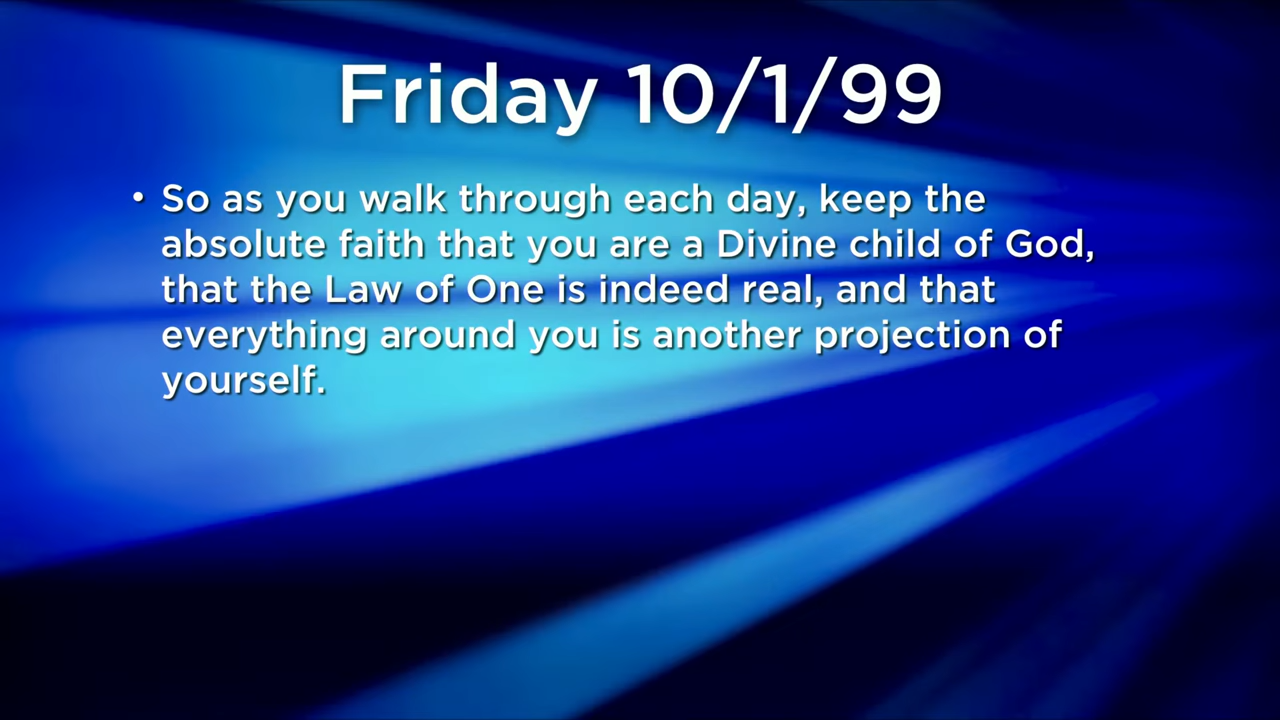 Friday 10/1/99
• So as you walk through each day, keep the
absolute faith that you are a Divine child of God,
that the Law of One is indeed real, and that
everything around you is another projection of
yourself.